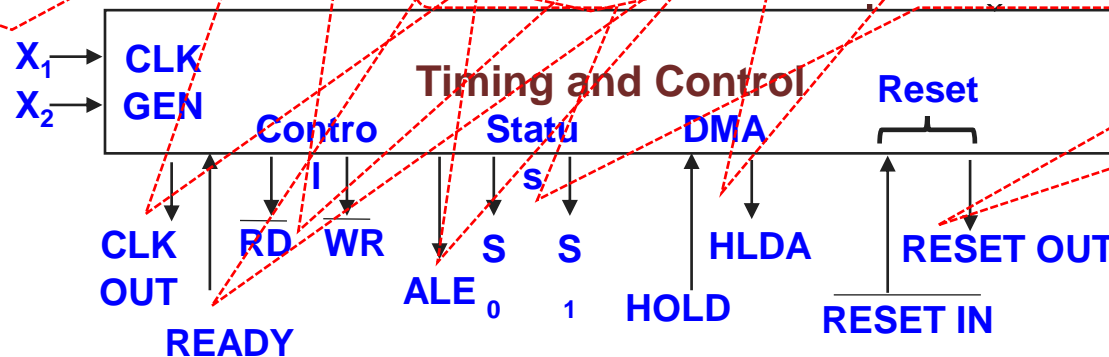 X₁ CLK
X₂ GEN
Timing and Control
Reset
Contro
l
Statu
s
DMA
CLK
OUT
READY
RD
WR
ALE
S
0
S
1
HOLD
HLDA
RESET IN
RESET OUT